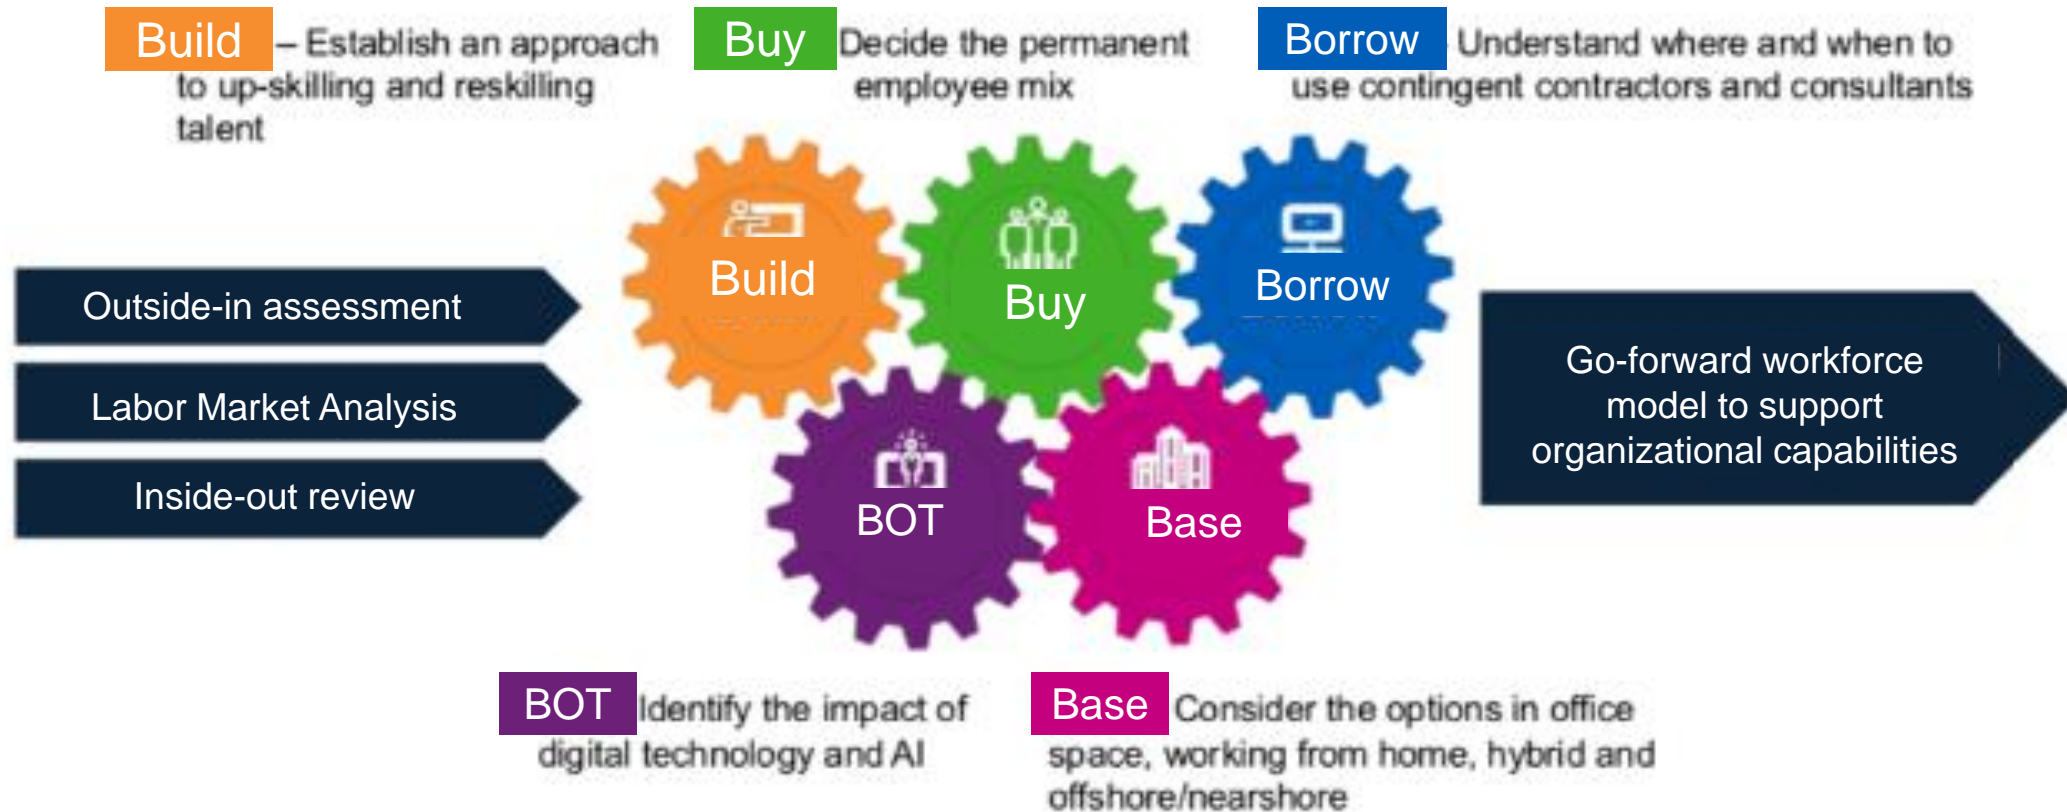 Build – Establish an approach
to up-skilling and reskilling
talent
Buy Decide the permanent
employee mix
Borrow Understand where and when to
use contingent contractors and consultants
Outside-in assessment
Labor Market Analysis
Inside-out review
Build
Buy
Borrow
BOT
Base
Go-forward workforce
model to support
organizational capabilities
BOT Identify the impact of
digital technology and AI
Base Consider the options in office
space, working from home, hybrid and
offshore/nearshore